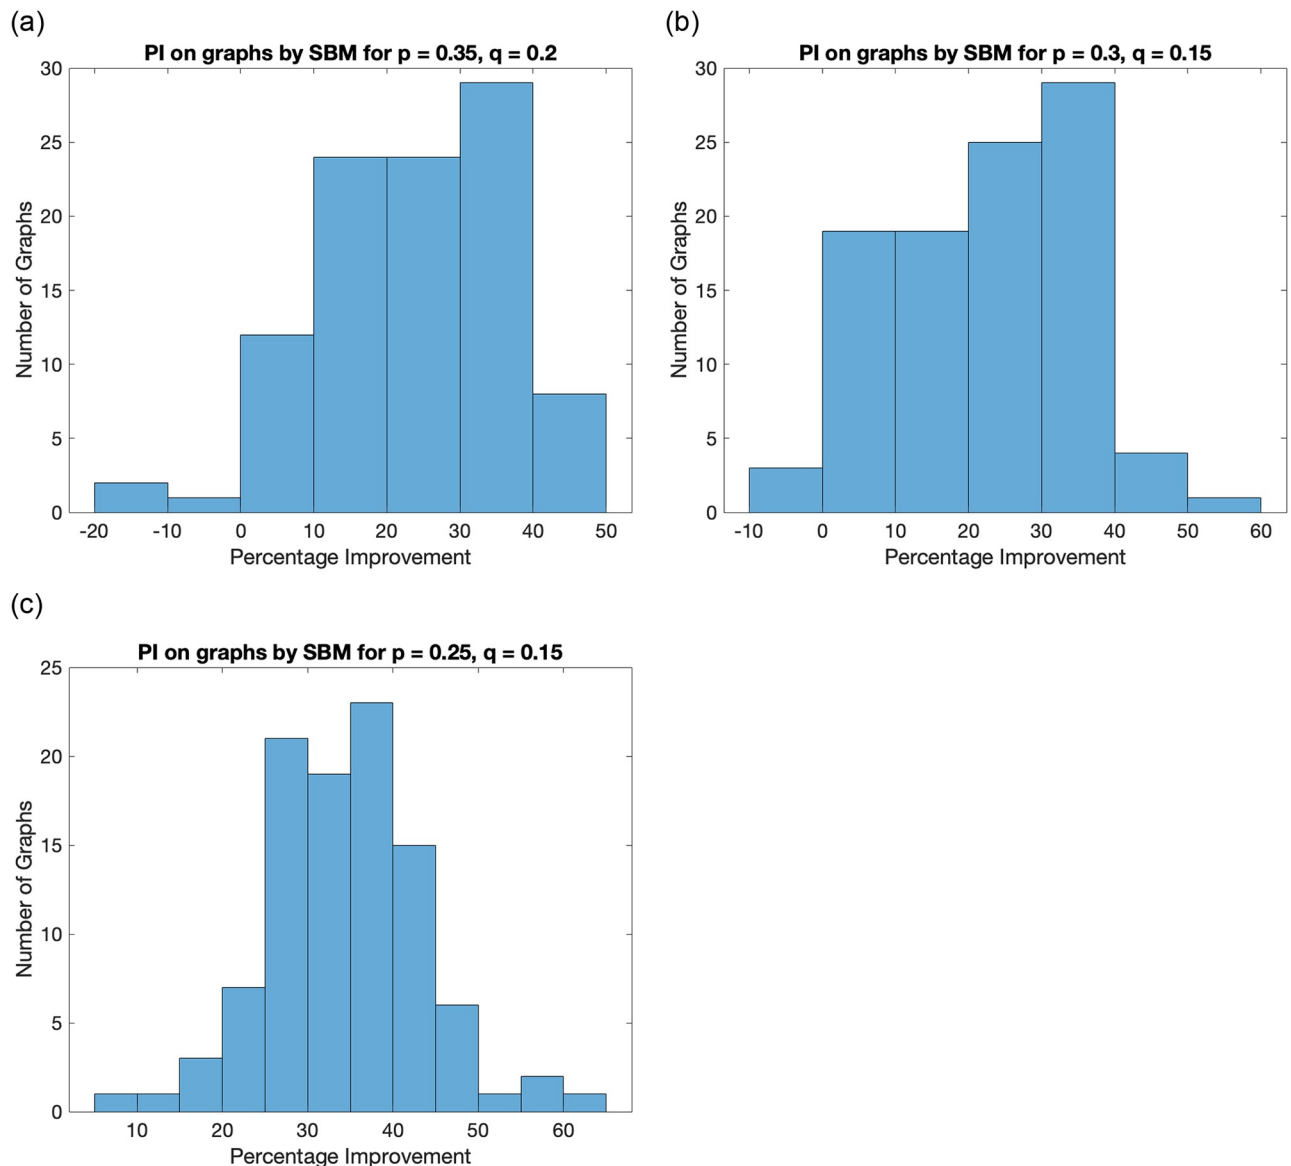 (a)
PI on graphs by SBM for p = 0.35, q = 0.2
30
25
20
15
10
5
0
Number of Graphs
-20 -10 0 10 20 30 40 50
Percentage Improvement
(b)
PI on graphs by SBM for p = 0.3, q = 0.15
30
25
20
15
10
5
0
Number of Graphs
-10 0 10 20 30 40 50 60
Percentage Improvement
(c)
PI on graphs by SBM for p = 0.25, q = 0.15
25
20
15
10
5
0
Number of Graphs
10 20 30 40 50 60
Percentage Improvement